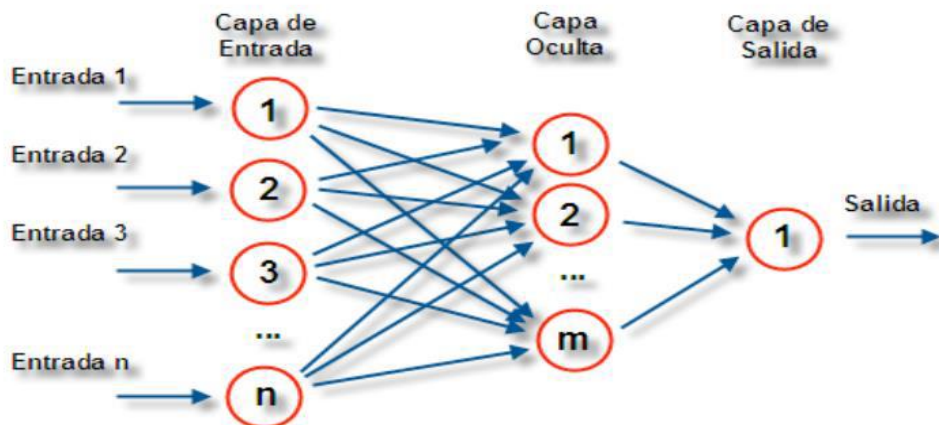 Capa de
Entrada
Capa
Oculta
Capa de
Salida
Entrada 1
1
Entrada 2
2
Entrada 3
3
...
Entrada n
n
1
2
...
m
1
Salida